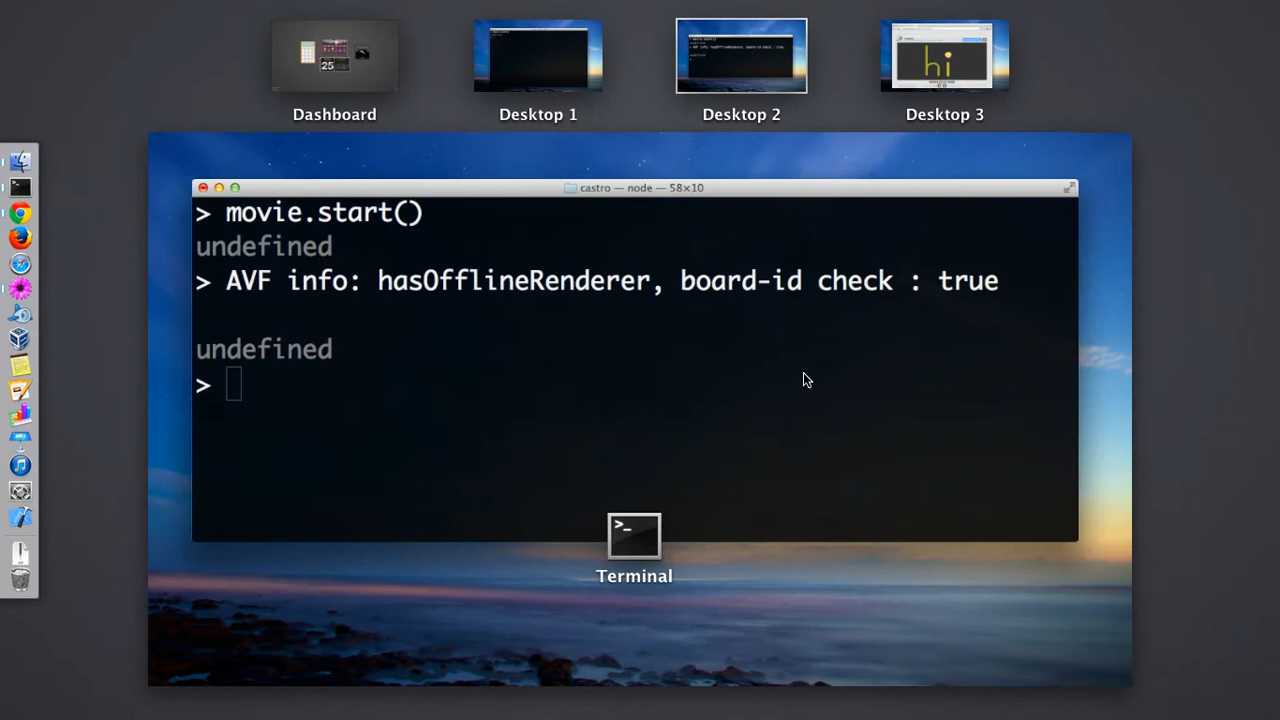 Dashboard
Desktop 1
Desktop 2
Desktop 3
25
hi
castro — node — 58×10
> movie.start()
undefined
> AVF info: hasOfflineRenderer, board-id check : true
undefined
>
>_
Terminal